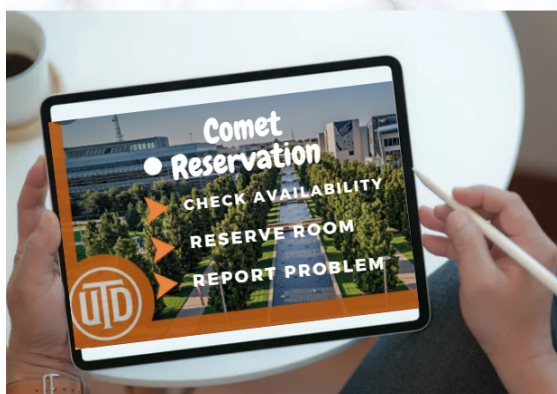 Comet
Reservation
CHECK AVAILABILITY
RESERVE ROOM
REPORT PROBLEM
UTD